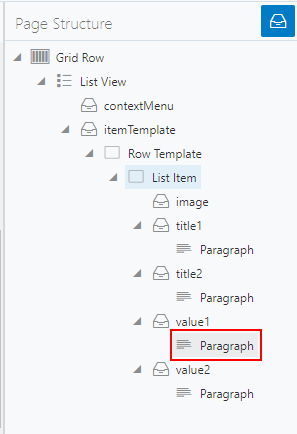 Page Structure
Grid Row
List View
contextMenu
itemTemplate
Row Template
List Item
image
title1
Paragraph
title2
Paragraph
value1
Paragraph
value2
Paragraph